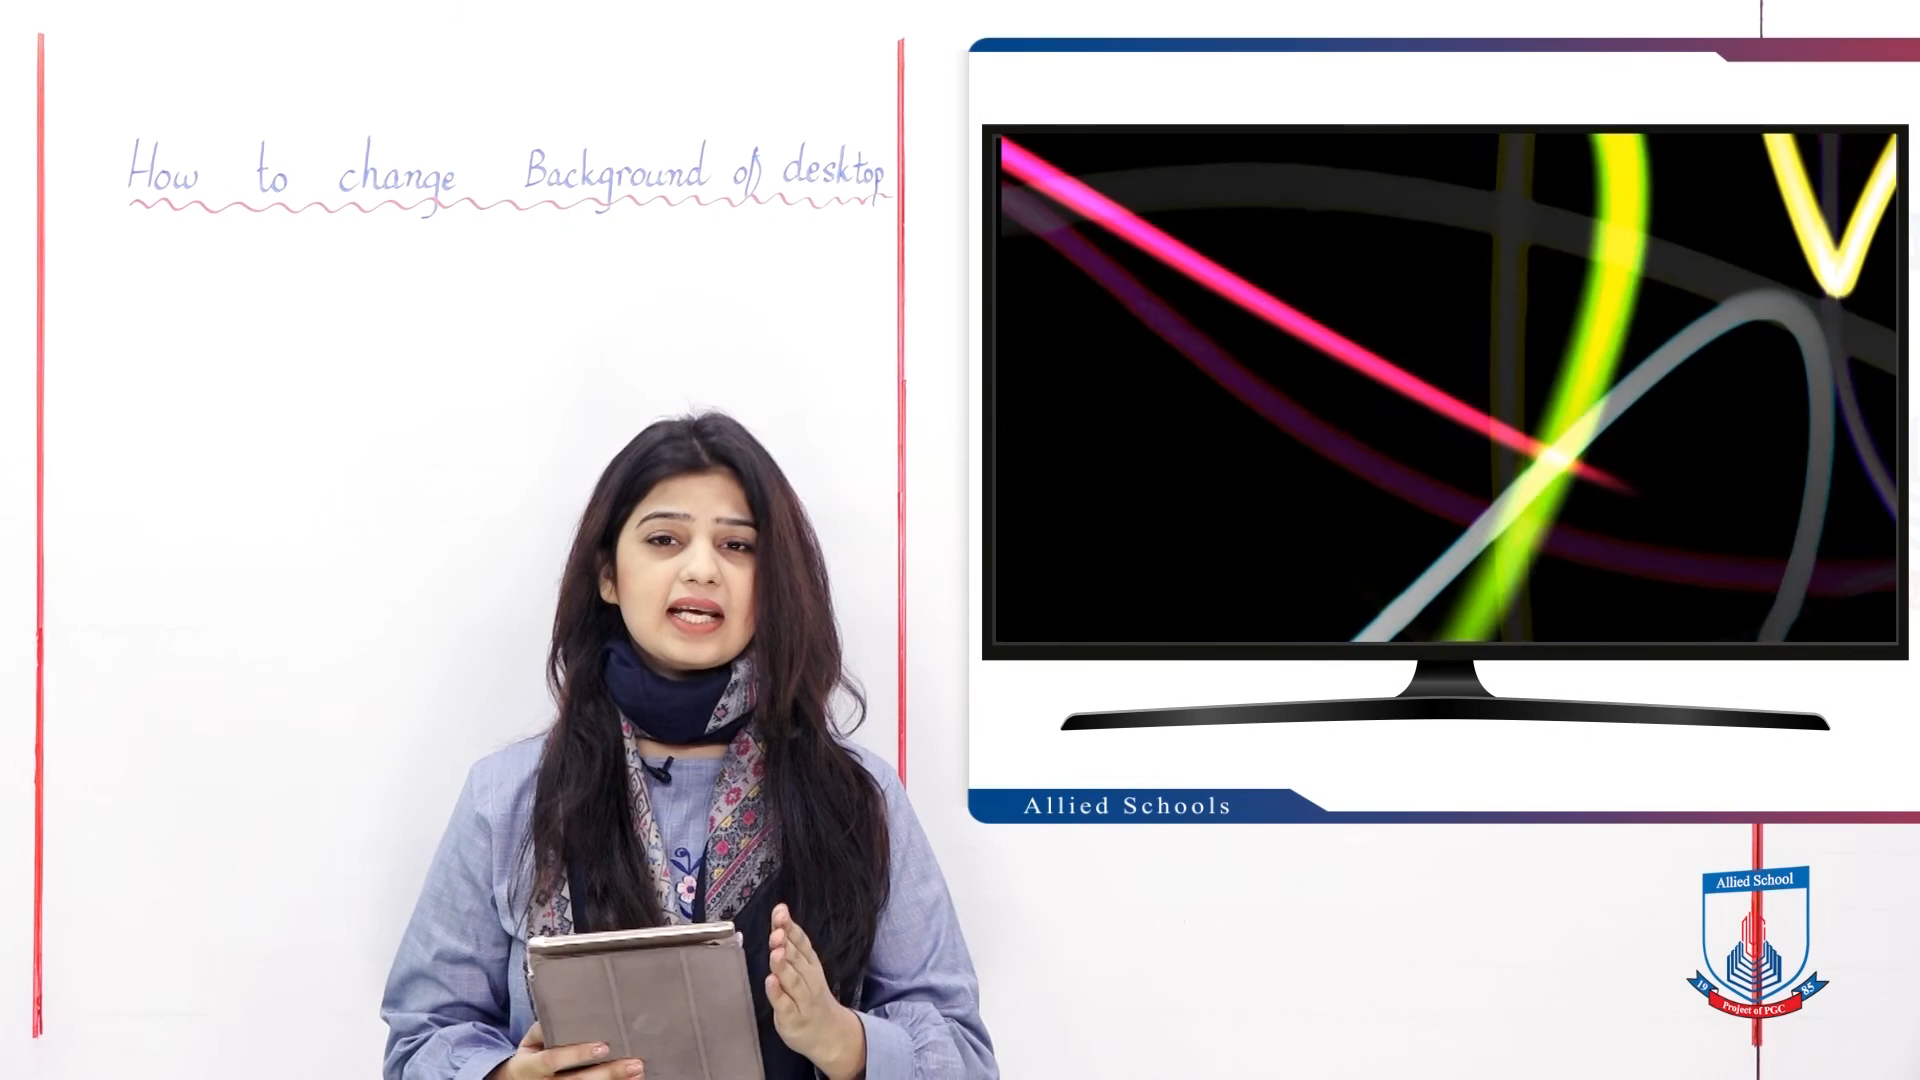 How to change Background of desktop
Allied Schools
Allied School
19 85
Project of PGC